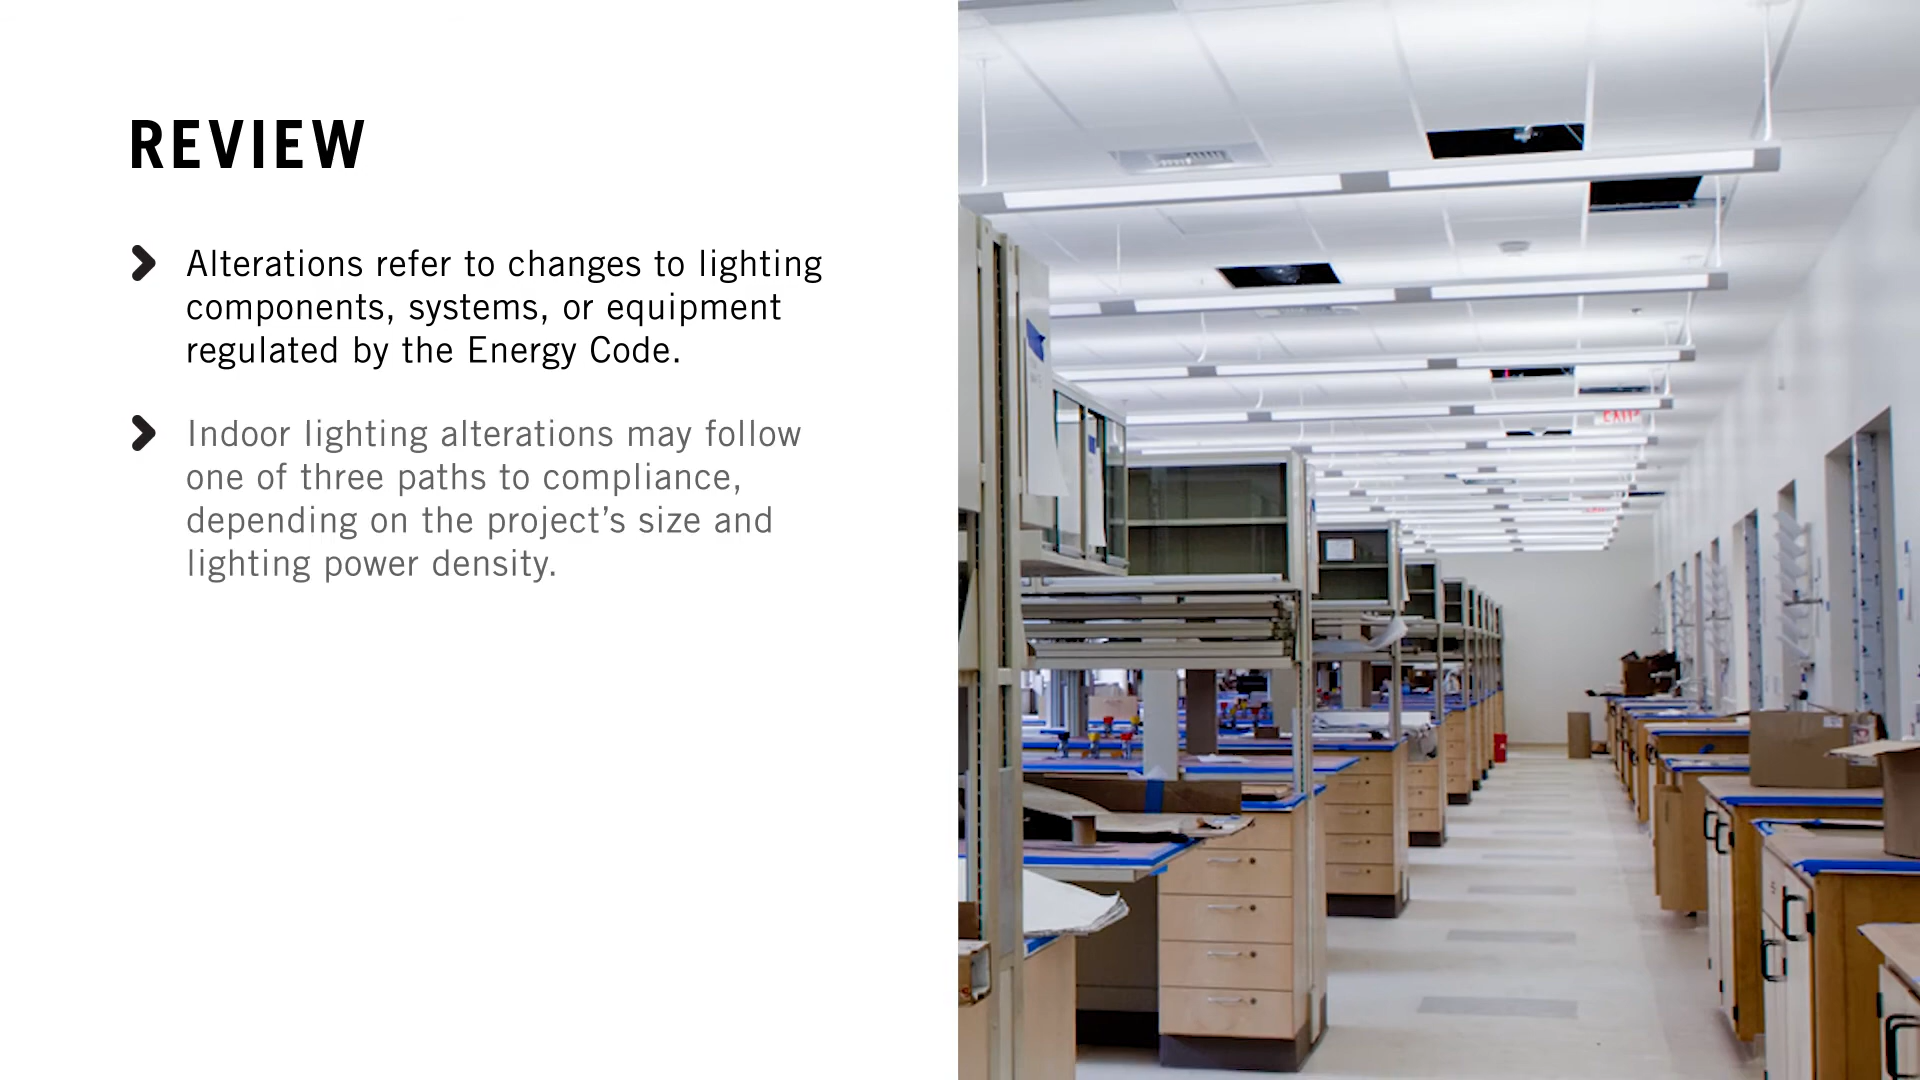 REVIEW
Alterations refer to changes to lighting
components, systems, or equipment
regulated by the Energy Code.
Indoor lighting alterations may follow
one of three paths to compliance,
depending on the project’s size and
lighting power density.
EXIT